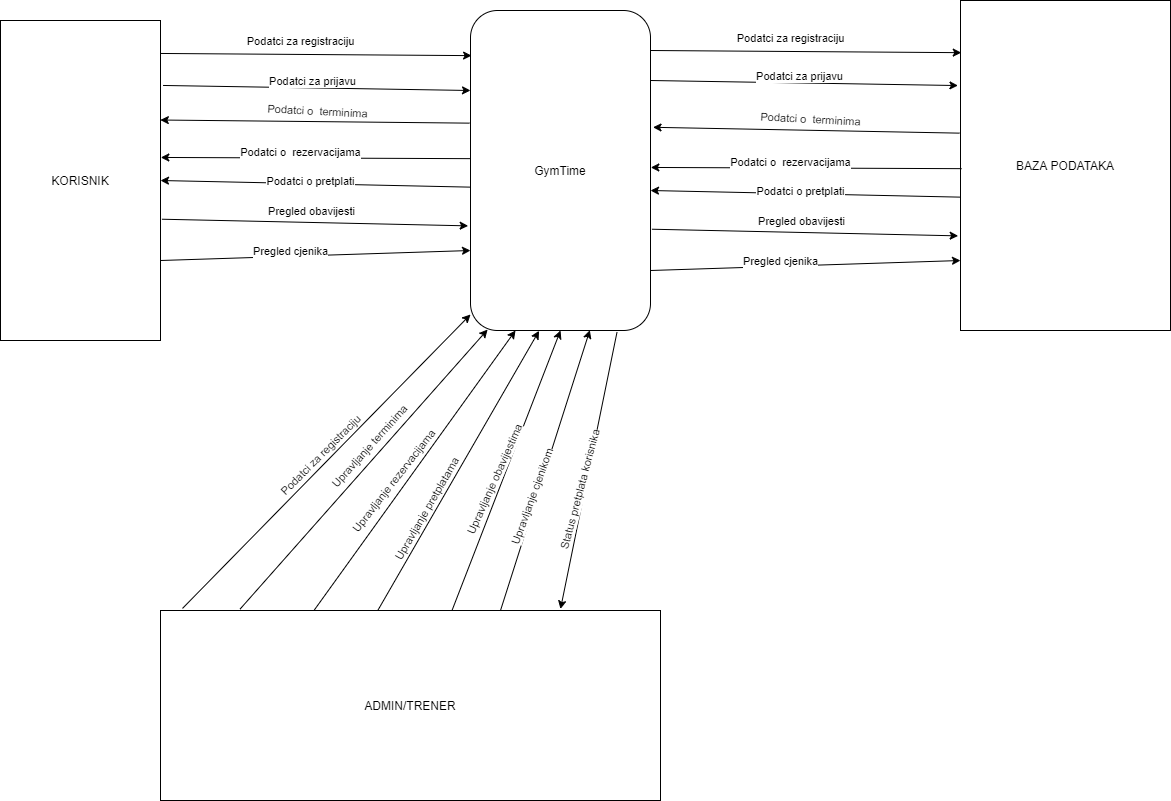 KORISNIK
Podatci za registraciju
Podatci za prijavu
Podatci o  terminima
Podatci o  rezervacijama
Podatci o pretplati
Pregled obavijesti
Pregled cjenika
GymTime
Podatci za registraciju
Podatci za prijavu
Podatci o  terminima
Podatci o  rezervacijama
Podatci o pretplati
Pregled obavijesti
Pregled cjenika
BAZA PODATAKA
Podatci za registraciju
Upravljanje terminima
Upravljanje rezervacijama
Upravljanje pretplatama
Upravljanje obavijestima
Upravljanje cjenikom
Status pretplata korisnika
ADMIN/TRENER